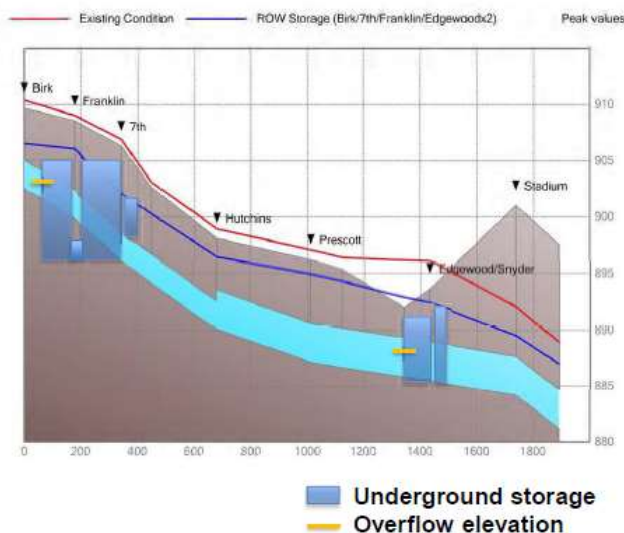 Existing Condition ROW Storage (Birk/7th/Franklin/Edgewoodx2) Peak values
Birk
Franklin
7th
Stadium
Hutchins
Prescott
Edgewood/Snyder
910
905
900
895
890
885
880
0 200 400 600 800 1000 1200 1400 1600 1800
Underground storage
Overflow elevation